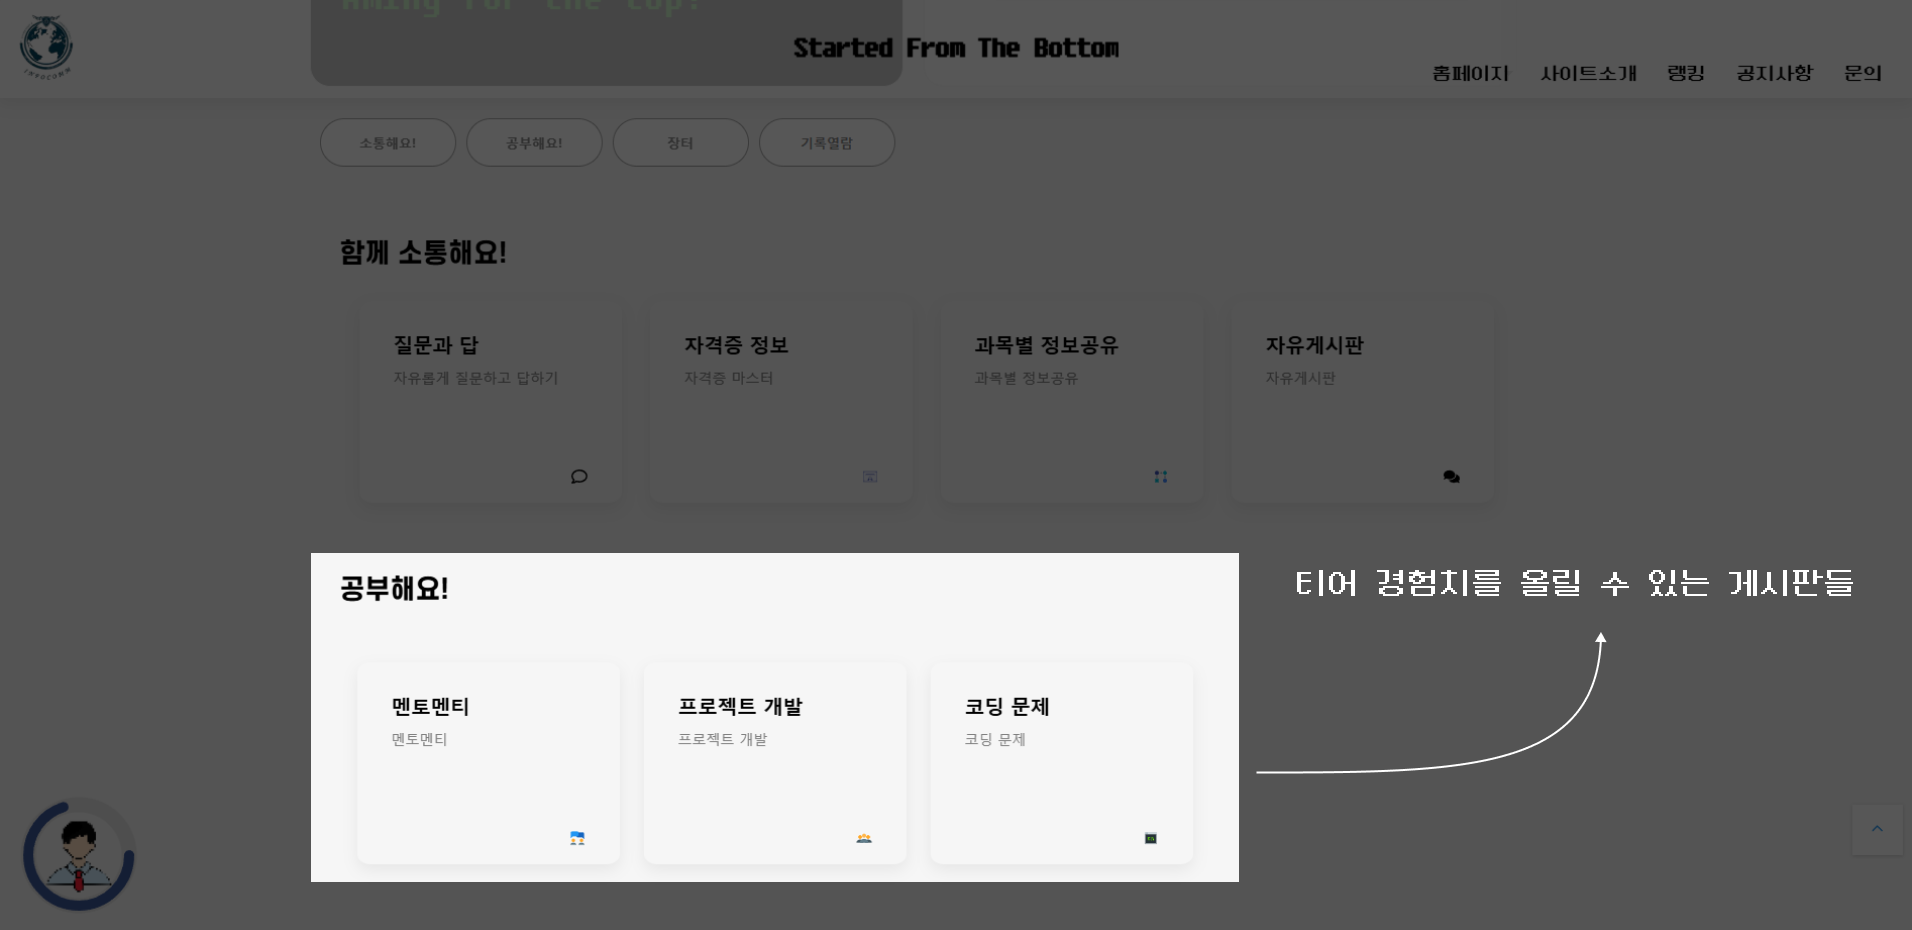 Aming for the top!
Started From The Bottom
INFOCOMM
홈페이지 사이트소개 랭킹 공지사항 문의
소통해요! 공부해요! 장터 기록열람
함께 소통해요!
질문과 답 자격증 정보 과목별 정보공유 자유게시판
자유롭게 질문하고 답하기 자격증 마스터 과목별 정보공유 자유게시판
공부해요!
티어 경험치를 올릴 수 있는 게시판들
멘토멘티 프로젝트 개발 코딩 문제
멘토멘티 프로젝트 개발 코딩 문제